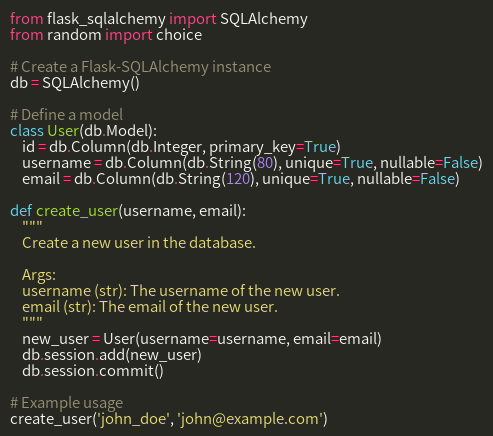 from flask_sqlalchemy import SQLAlchemy
from random import choice

# Create a Flask-SQLAlchemy instance
db = SQLAlchemy()

# Define a model
class User(db.Model):
    id = db.Column(db.Integer, primary_key=True)
    username = db.Column(db.String(80), unique=True, nullable=False)
    email = db.Column(db.String(120), unique=True, nullable=False)

def create_user(username, email):
    """
    Create a new user in the database.

    Args:
    username (str): The username of the new user.
    email (str): The email of the new user.
    """
    new_user = User(username=username, email=email)
    db.session.add(new_user)
    db.session.commit()

# Example usage
create_user('john_doe', 'john@example.com')